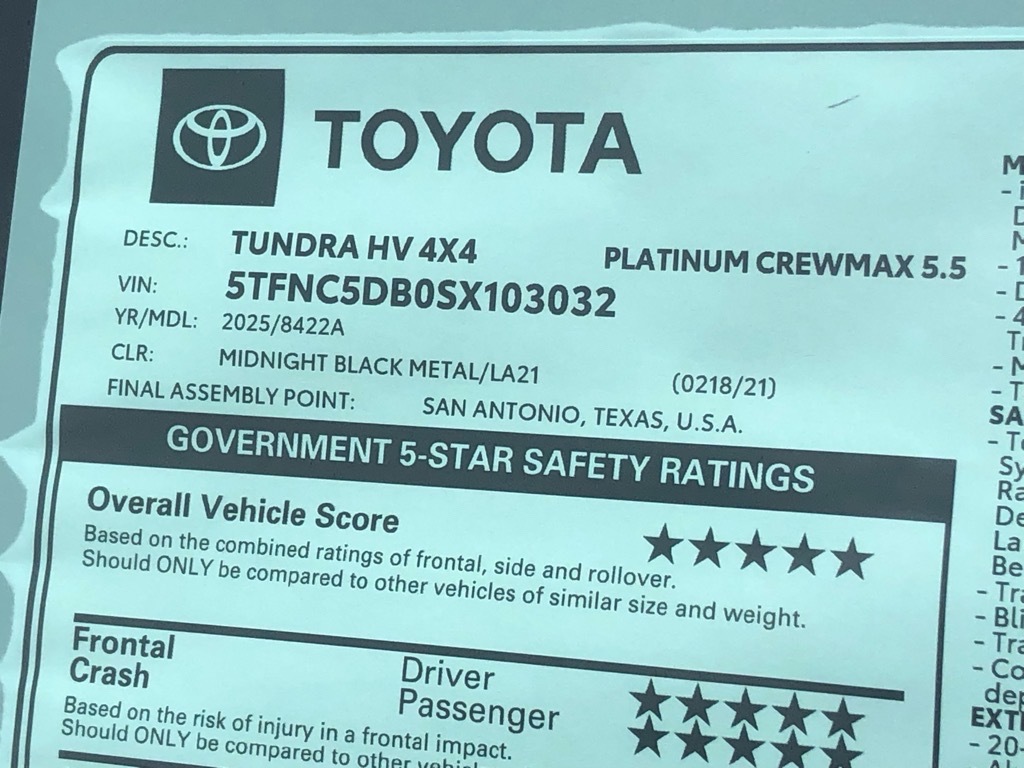 TOYOTA
DESC.: TUNDRA HV 4X4 PLATINUM CREWMAX 5.5
VIN: 5TFNC5DB0SX103032
YR/MDL: 2025/8422A
CLR: MIDNIGHT BLACK METAL/LA21 (0218/21)
FINAL ASSEMBLY POINT: SAN ANTONIO, TEXAS, U.S.A.
GOVERNMENT 5-STAR SAFETY RATINGS
Overall Vehicle Score ★★★★★
Based on the combined ratings of frontal, side and rollover.
Should ONLY be compared to other vehicles of similar size and weight.
Frontal Driver ★★★★★
Crash Passenger ★★★★★
Based on the risk of injury in a frontal impact.
Should ONLY be compared to other
SA
EXT
- 20-